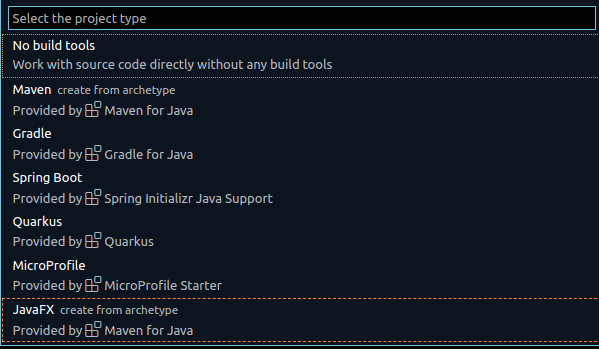 Select the project type
No build tools
Work with source code directly without any build tools
Maven create from archetype
Provided by Maven for Java
Gradle
Provided by Gradle for Java
Spring Boot
Provided by Spring Initializr Java Support
Quarkus
Provided by Quarkus
MicroProfile
Provided by MicroProfile Starter
JavaFX create from archetype
Provided by Maven for Java